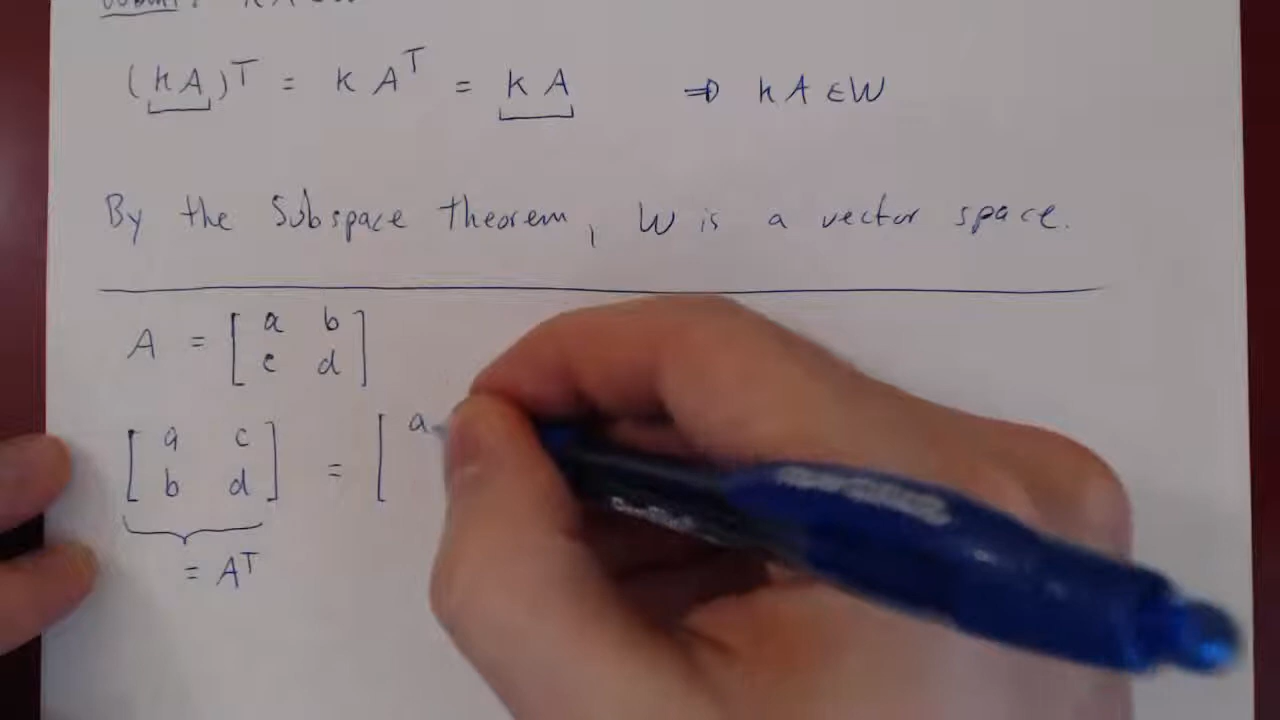 (kA)ᵀ = k Aᵀ = k A ⇒ kA ∈ W
By the Subspace theorem, W is a vector space.
A = [ a b
c d ]
[ a c
b d ] = [ a
= Aᵀ